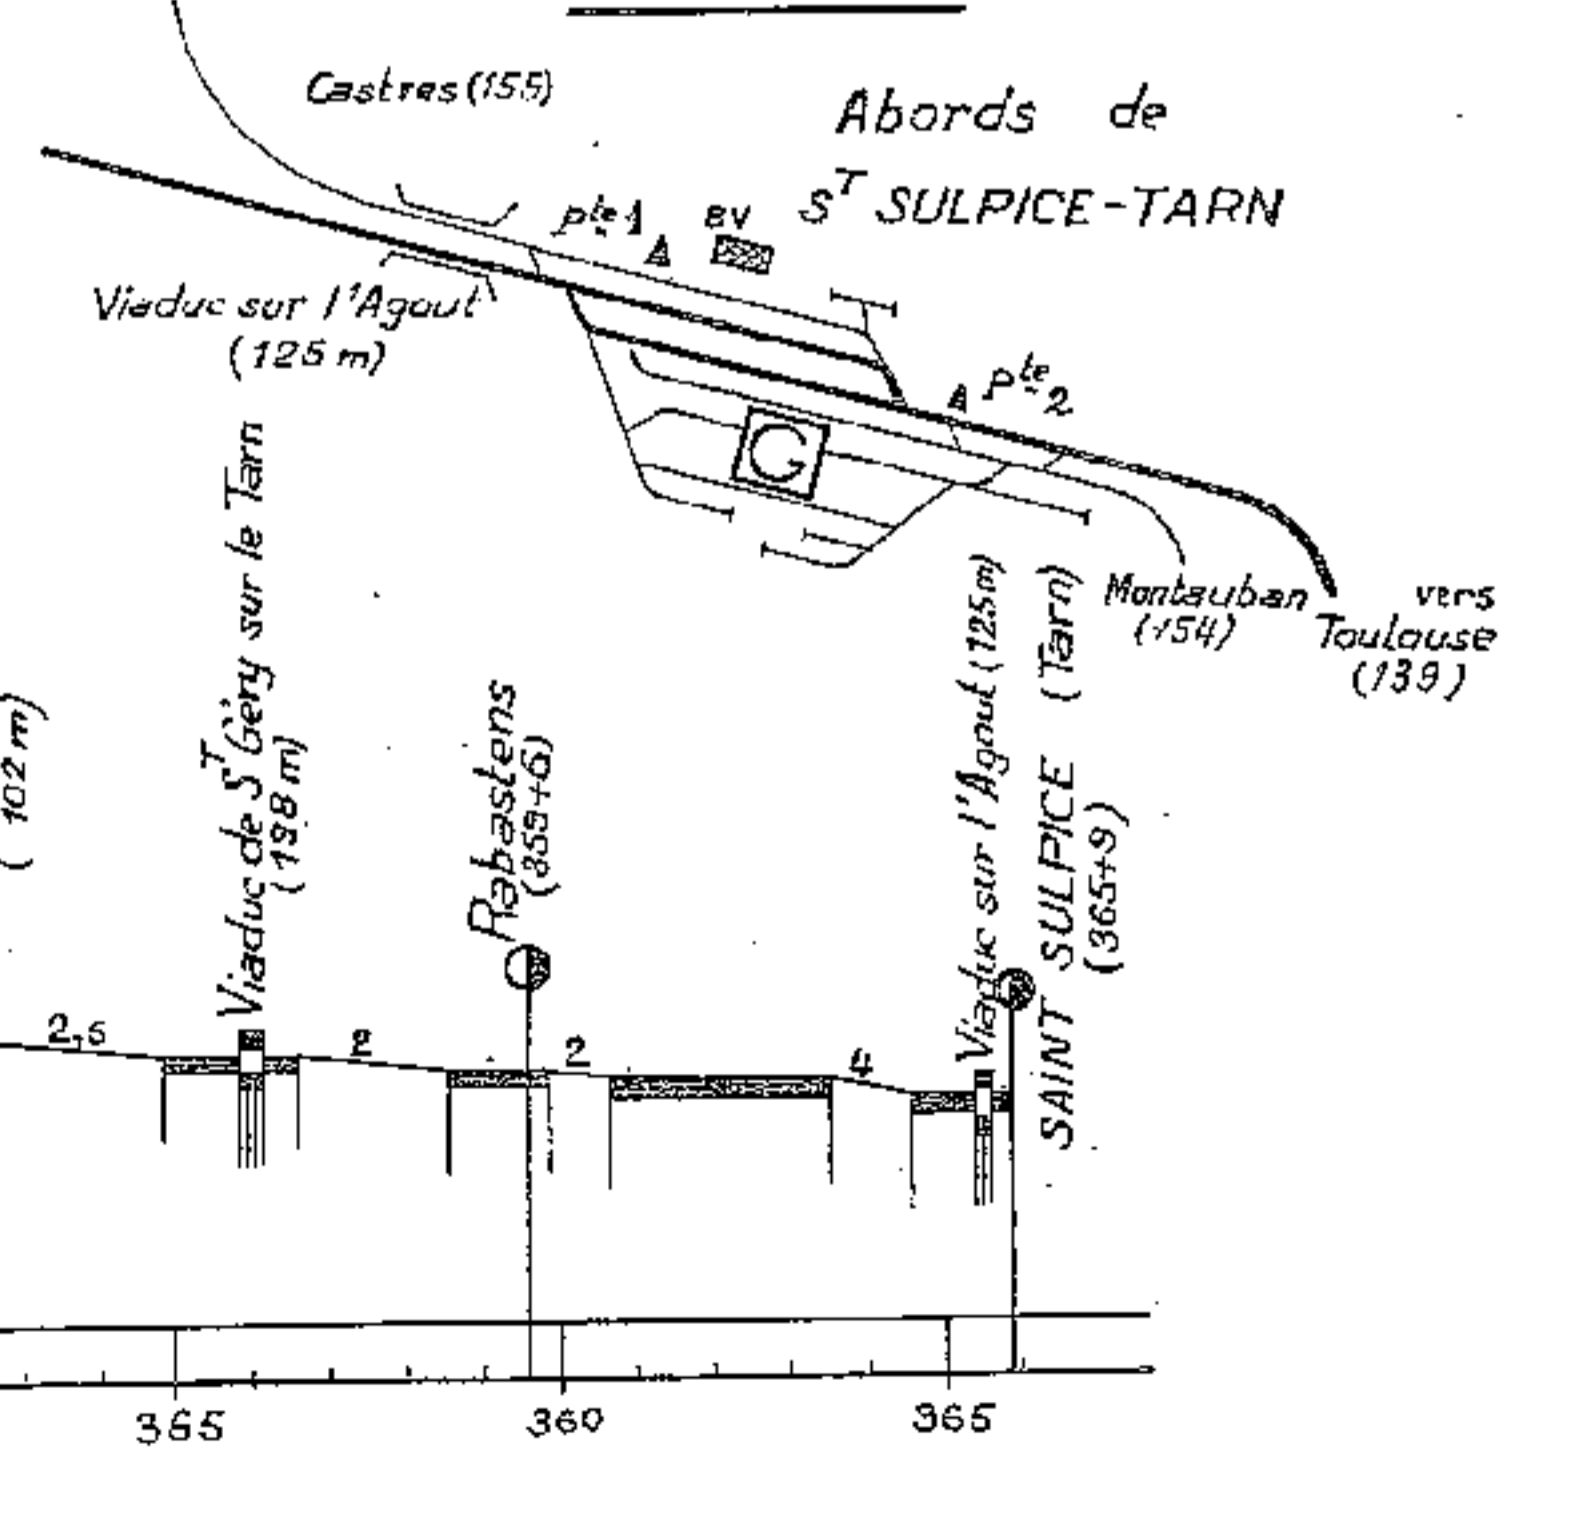 Castres (155)
Abords de
Sᵀ SULPICE-TARN
Pte 1
BV
Viaduc sur l'Agout
(125 m)
Pte 2
G
Montauban
(154)
vers
Toulouse
(139)
( 102 m)
Viaduc de Sᵀ Géry sur le Tarn
(198 m)
Rabastens
(359+6)
Viaduc sur l'Agout (125m)
SAINT SULPICE (Tarn)
(365+9)
2,5
2
2
4
355
360
365